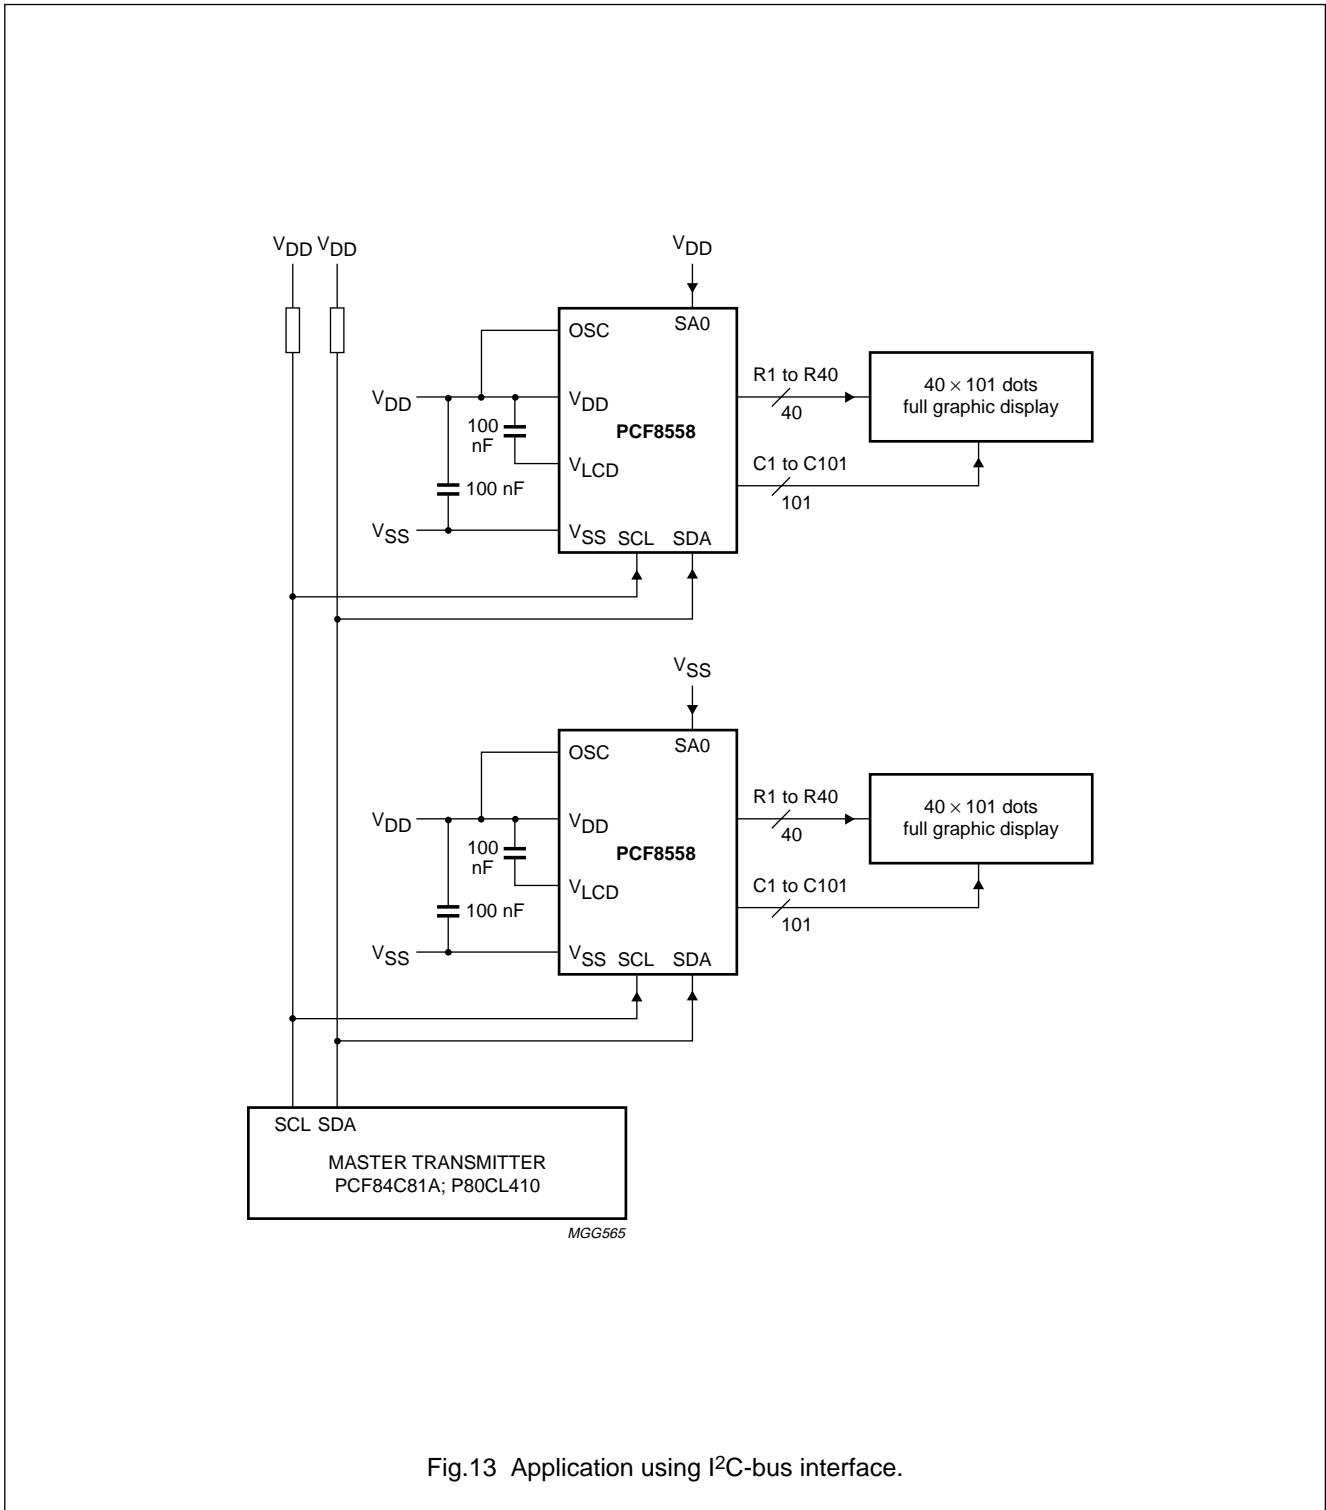 VDD VDD
VDD
SA0
OSC
VDD
VDD
100
nF
PCF8558
VLCD
100 nF
VSS
VSS SCL SDA
R1 to R40
40
C1 to C101
101
40 × 101 dots
full graphic display
VSS
SA0
OSC
VDD
VDD
100
nF
PCF8558
VLCD
100 nF
VSS
VSS SCL SDA
R1 to R40
40
C1 to C101
101
40 × 101 dots
full graphic display
SCL SDA
MASTER TRANSMITTER
PCF84C81A; P80CL410
MGG565
Fig.13 Application using I²C-bus interface.